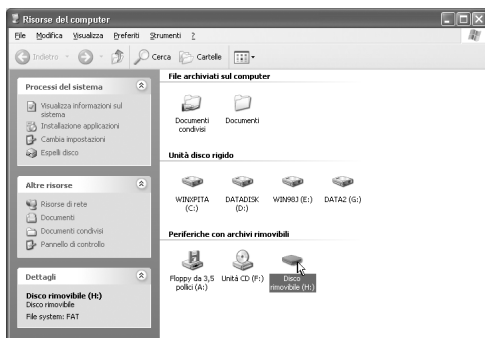 Risorse del computer
File Modifica Visualizza Preferiti Strumenti ?
Indietro Cerca Cartelle
Processi del sistema
Visualizza informazioni sul
sistema
Installazione applicazioni
Cambia impostazioni
Espelli disco
Altre risorse
Risorse di rete
Documenti
Documenti condivisi
Pannello di controllo
Dettagli
Disco rimovibile (H:)
Disco rimovibile
File system: FAT
File archiviati sul computer
Documenti
condivisi
Documenti
Unità disco rigido
WINXPITA
(C:)
DATADISK
(D:)
WIN98J (E:)
DATA2 (G:)
Periferiche con archivi rimovibili
Floppy da 3,5
pollici (A:)
Unità CD (F:)
Disco
rimovibile (H:)